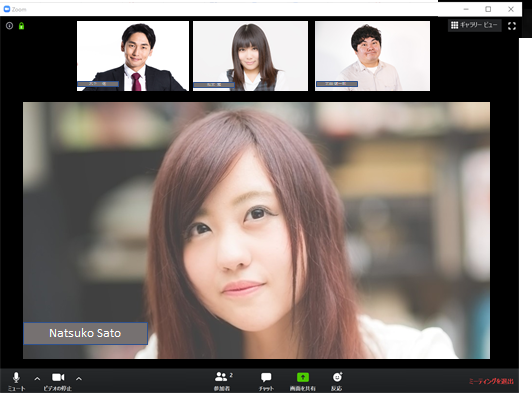 Zoom
ギャラリー ビュー
Natsuko Sato
2
ミュート
ビデオの停止
参加者
チャット
画面を共有
反応
ミーティングを退出